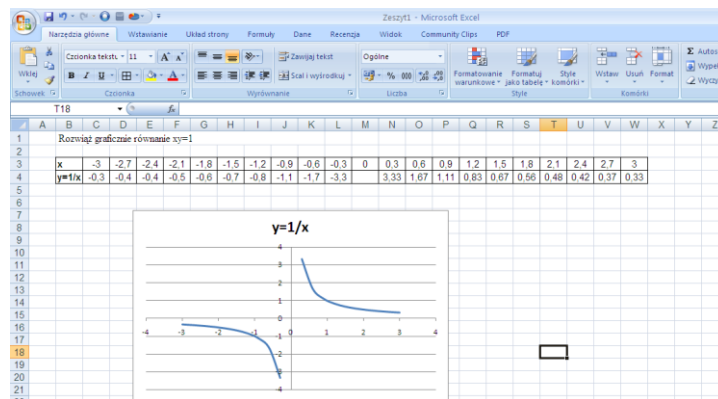 Zeszyt1 - Microsoft Excel
Narzędzia główne Wstawianie Układ strony Formuły Dane Recenzja Widok Community Clips PDF
Wklej Czcionka tekstu 11 A A Zawijaj tekst Ogólne Formatowanie warunkowe Formatuj jako tabelę Style komórki Wstaw Usuń Format Σ Autos
B I U A Scal i wyśrodkuj % 000 Wypeł
Wyczy
Schowek Czcionka Wyrównanie Liczba Style Komórki
T18 fx
A B C D E F G H I J K L M N O P Q R S T U V W X Y Z
1 Rozwiąż graficznie równanie xy=1
2
3 x -3 -2,7 -2,4 -2,1 -1,8 -1,5 -1,2 -0,9 -0,6 -0,3 0 0,3 0,6 0,9 1,2 1,5 1,8 2,1 2,4 2,7 3
4 y=1/x -0,3 -0,4 -0,4 -0,5 -0,6 -0,7 -0,8 -1,1 -1,7 -3,3 3,33 1,67 1,11 0,83 0,67 0,56 0,48 0,42 0,37 0,33
5
6
7
8 y=1/x
9
10 4
11 3
12
13 2
14 1
15
16 0
17 -4 -3 -2 -1 0 1 2 3 4
18 -2
19
20 -3
21 -4